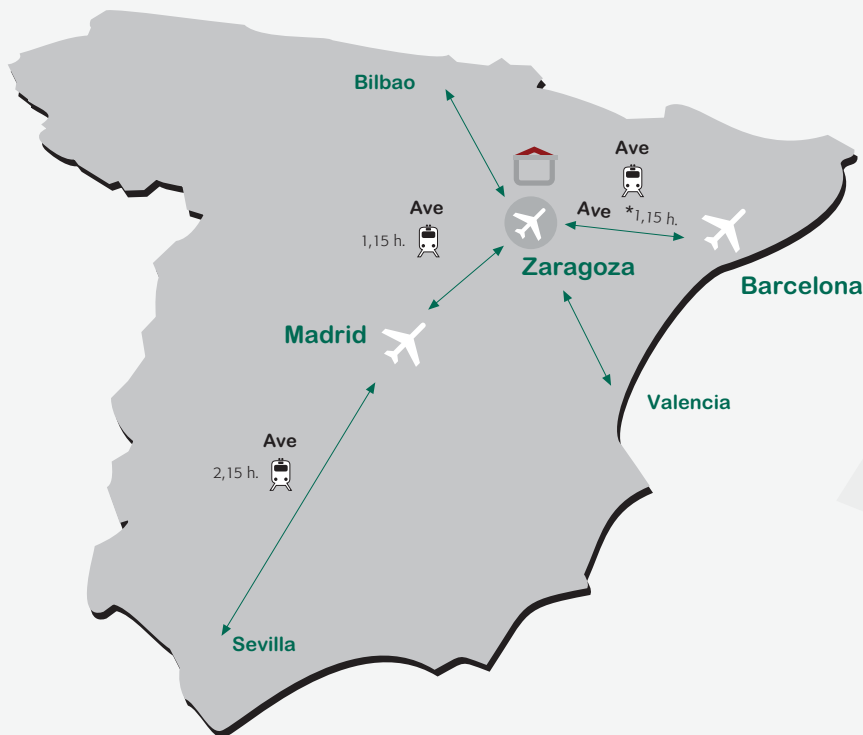 Bilbao
Ave
Ave *1,15 h.
Ave
1,15 h.
Zaragoza
Barcelona
Madrid
Valencia
Ave
2,15 h.
Sevilla